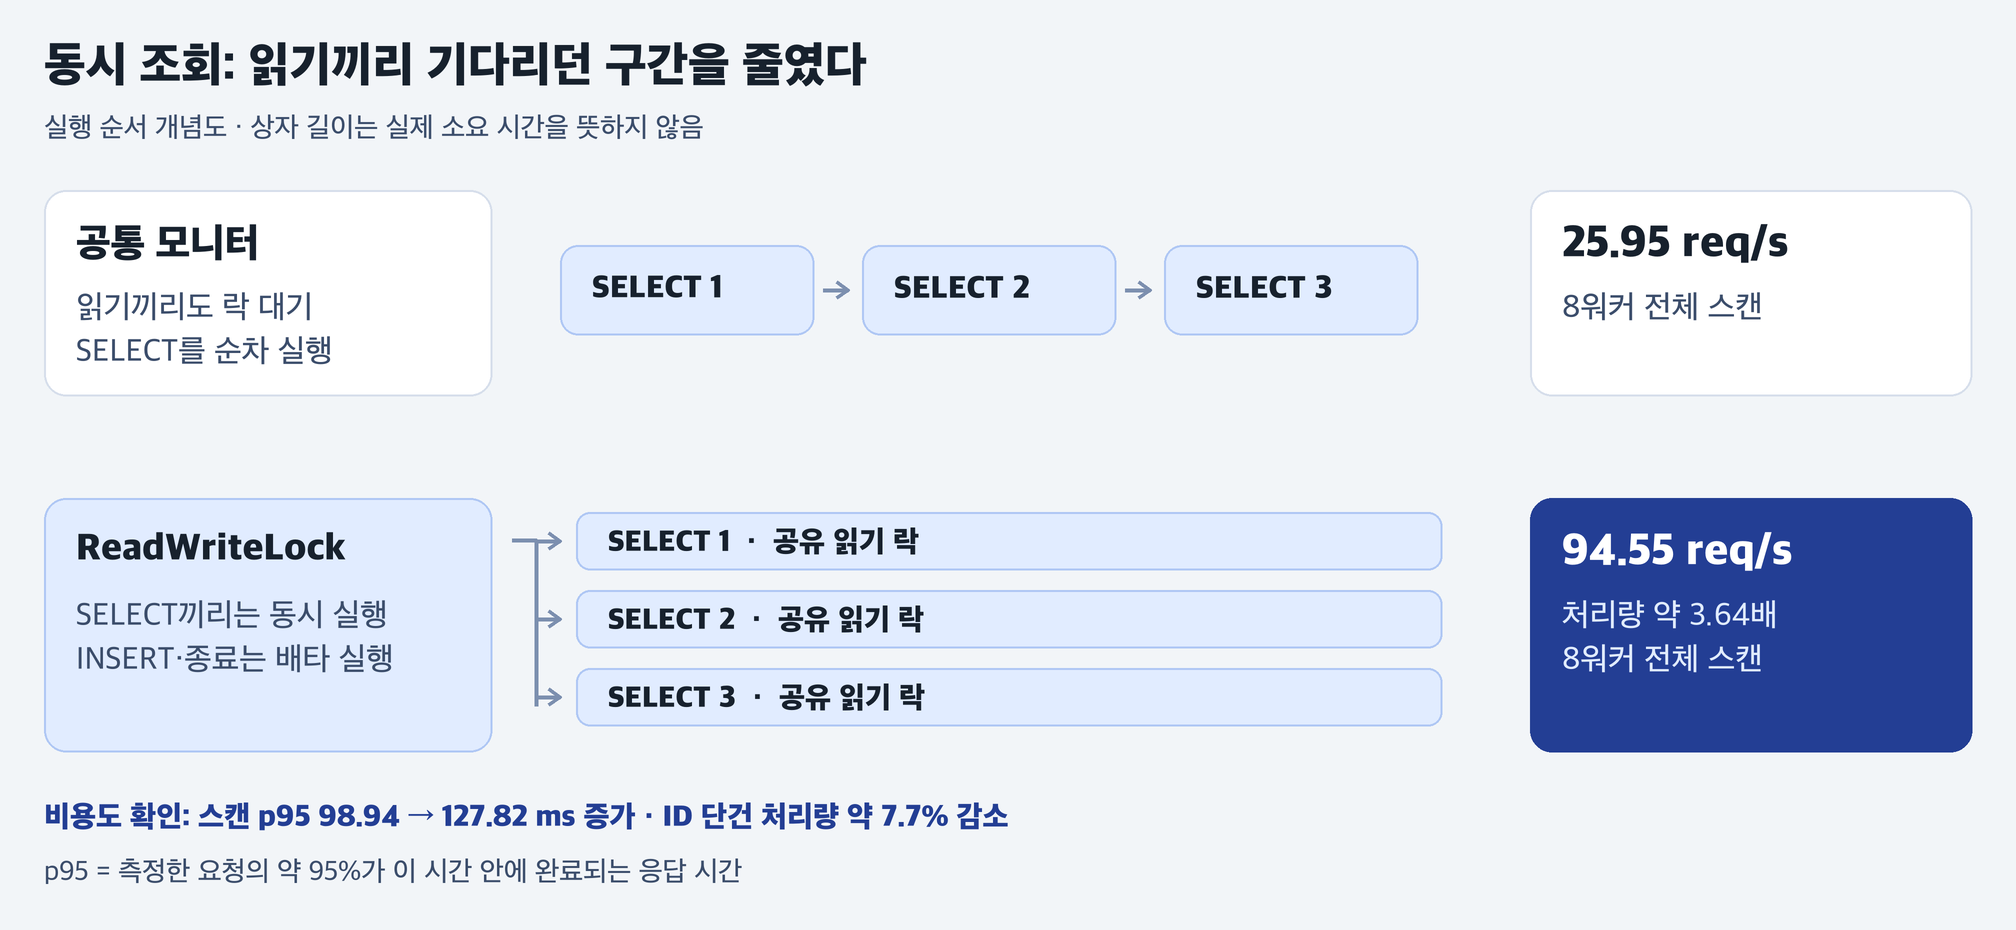 동시 조회: 읽기끼리 기다리던 구간을 줄였다
실행 순서 개념도 · 상자 길이는 실제 소요 시간을 뜻하지 않음
공통 모니터
읽기끼리도 락 대기
SELECT를 순차 실행
SELECT 1 → SELECT 2 → SELECT 3
25.95 req/s
8워커 전체 스캔
ReadWriteLock
SELECT끼리는 동시 실행
INSERT·종료는 배타 실행
SELECT 1 · 공유 읽기 락
SELECT 2 · 공유 읽기 락
SELECT 3 · 공유 읽기 락
94.55 req/s
처리량 약 3.64배
8워커 전체 스캔
비용도 확인: 스캔 p95 98.94 → 127.82 ms 증가 · ID 단건 처리량 약 7.7% 감소
p95 = 측정한 요청의 약 95%가 이 시간 안에 완료되는 응답 시간